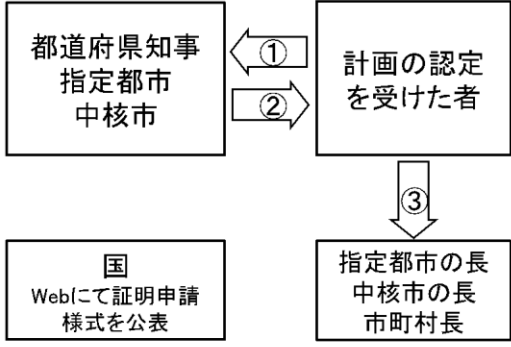 都道府県知事
指定都市
中核市
①
②
計画の認定
を受けた者
③
国
Webにて証明申請
様式を公表
指定都市の長
中核市の長
市町村長